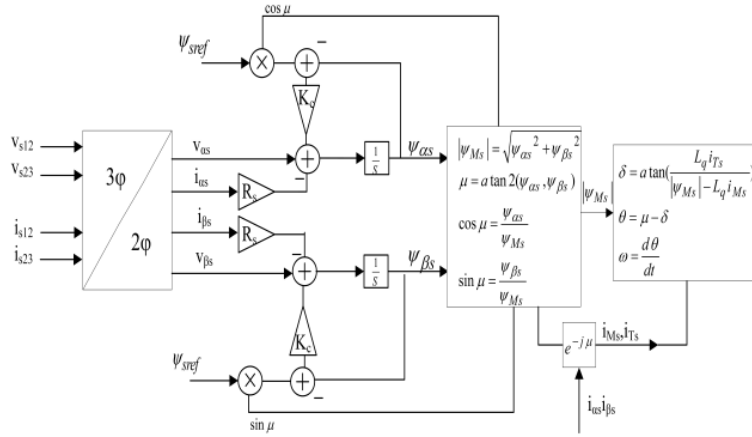 cos μ
ψsref
×
+
−
Kc
vs12
vs23
is12
is23
3φ
2φ
vαs
iαs
Rs
+
−
1/s
ψαs
iβs
Rs
vβs
+
−
1/s
ψβs
Kc
ψsref
×
+
−
sin μ
|ψMs| = √ψαs² + ψβs²
μ = a tan 2(ψαs, ψβs)
cos μ = ψαs/ψMs
sin μ = ψβs/ψMs
|ψMs|
δ = a tan(Lq iTs/|ψMs| − Lq iMs)
θ = μ − δ
ω = dθ/dt
e−jμ
iMs,iTs
iαsiβs